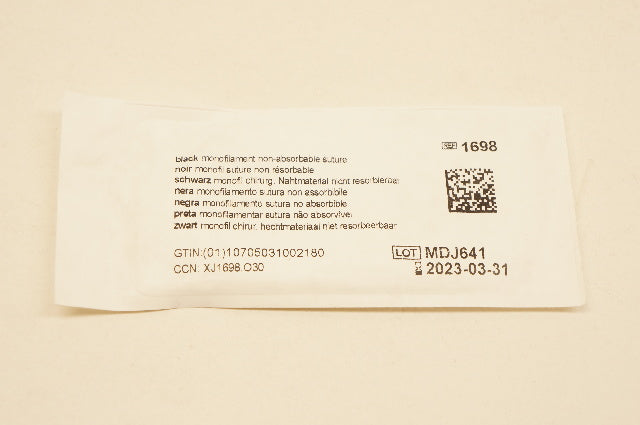 black monofilament non-absorbable suture
noir monofil suture non résorbable
schwarz monofil chirurg. Nahtmaterial nicht resorbierbar
nera monofilamento sutura non assorbibile
negra monofilamento sutura no absorbible
preta monofilamentar sutura não absorvível
zwart monofil chirur. hechtmateriaal niet resorbeerbaar
GTIN:(01)10705031002180
CCN: XJ1698.O30
REF 1698
LOT MDJ641
2023-03-31